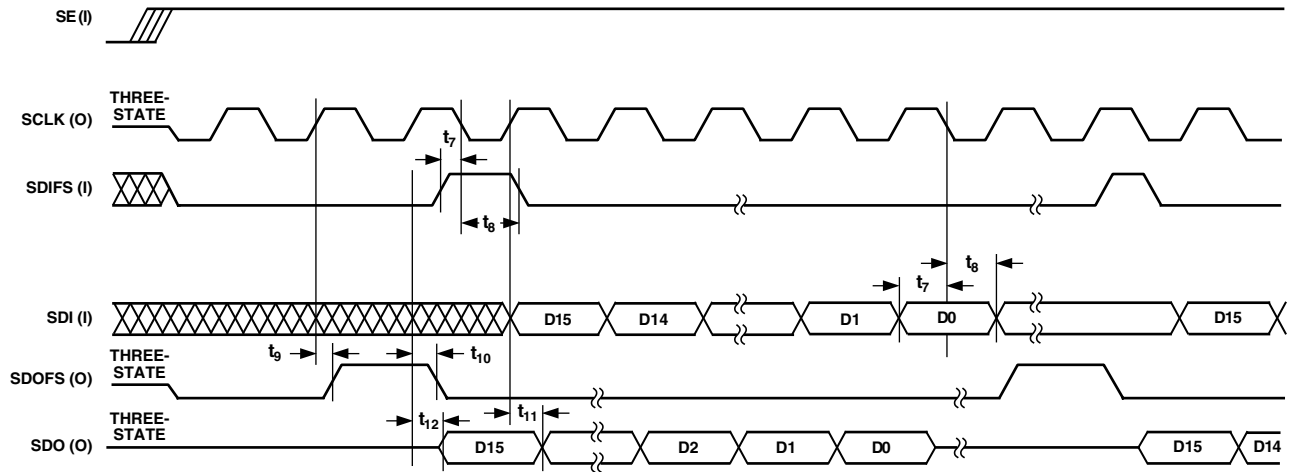 SE (I)
THREE-
STATE
SCLK (O)
t7
SDIFS (I)
t8
t8
t7
SDI (I)
D15
D14
D1
D0
D15
t9
t10
THREE-
STATE
SDOFS (O)
THREE-
STATE
t12
t11
SDO (O)
D15
D2
D1
D0
D15
D14